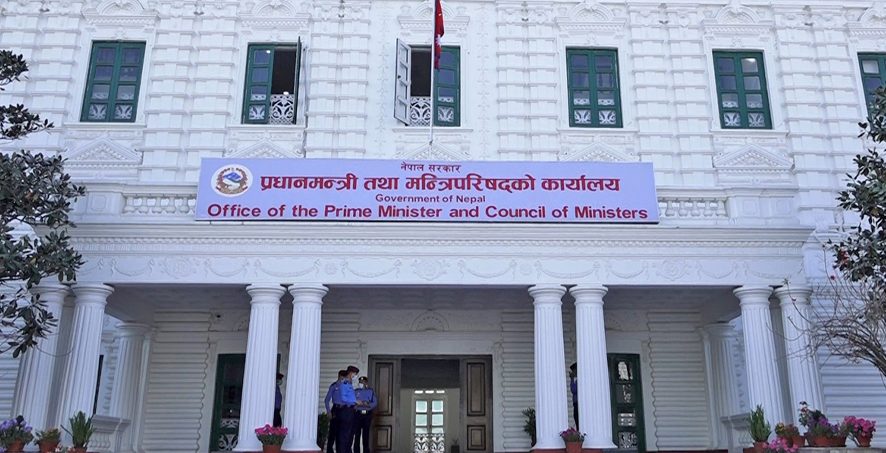 नेपाल सरकार
प्रधानमन्त्री तथा मन्त्रिपरिषद्को कार्यालय
Government of Nepal
Office of the Prime Minister and Council of Ministers